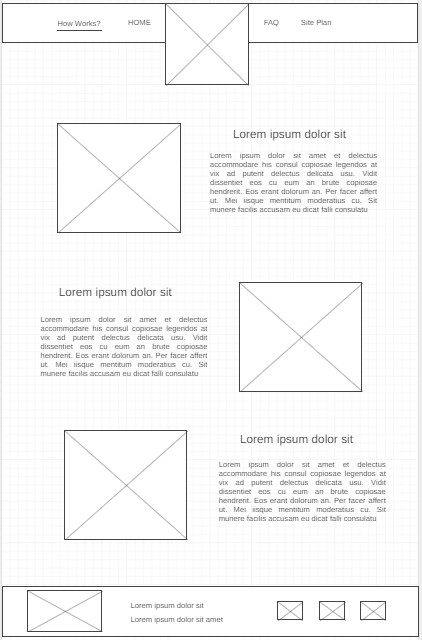 How Works? HOME FAQ Site Plan
Lorem ipsum dolor sit
Lorem ipsum dolor sit amet et delectus
accommodare his consul copiosae legendos at
vix ad putent delectus delicata usu. Vidit
dissentiet eos cu eum an brute copiosae
hendrerit. Eos erant dolorum an. Per facer affert
ut. Mei iisque mentitum moderatius cu. Sit
munere facilis accusam eu dicat falli consulatu
Lorem ipsum dolor sit
Lorem ipsum dolor sit amet et delectus
accommodare his consul copiosae legendos at
vix ad putent delectus delicata usu. Vidit
dissentiet eos cu eum an brute copiosae
hendrerit. Eos erant dolorum an. Per facer affert
ut. Mei iisque mentitum moderatius cu. Sit
munere facilis accusam eu dicat falli consulatu
Lorem ipsum dolor sit
Lorem ipsum dolor sit amet et delectus
accommodare his consul copiosae legendos at
vix ad putent delectus delicata usu. Vidit
dissentiet eos cu eum an brute copiosae
hendrerit. Eos erant dolorum an. Per facer affert
ut. Mei iisque mentitum moderatius cu. Sit
munere facilis accusam eu dicat falli consulatu
Lorem ipsum dolor sit
Lorem ipsum dolor sit amet